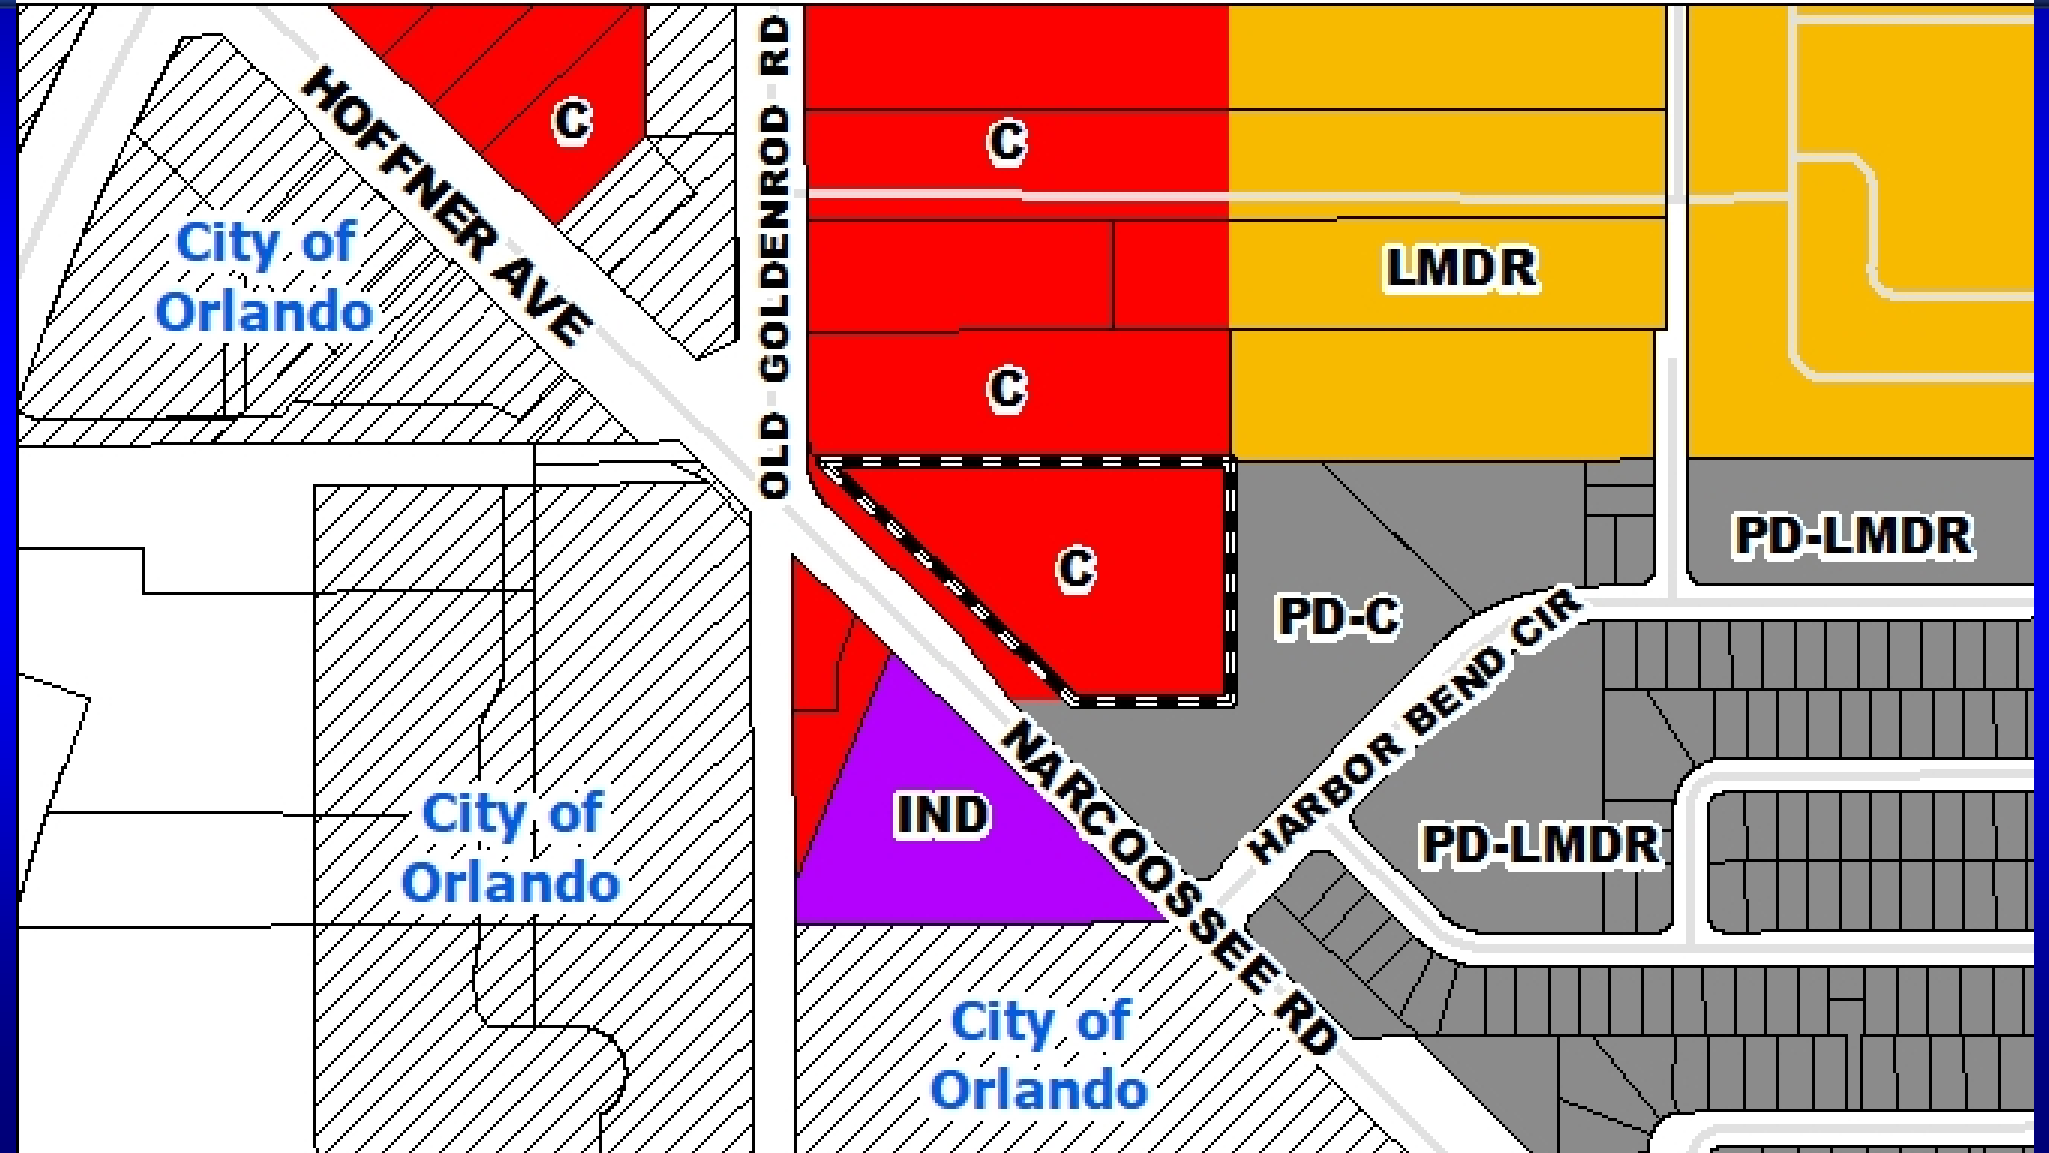 HOFFNER AVE
OLD GOLDENROD RD
C
C
City of
Orlando
LMDR
C
PD-LMDR
C
PD-C
HARBOR BEND CIR
NARCOOSSEE RD
IND
PD-LMDR
City of
Orlando
City of
Orlando